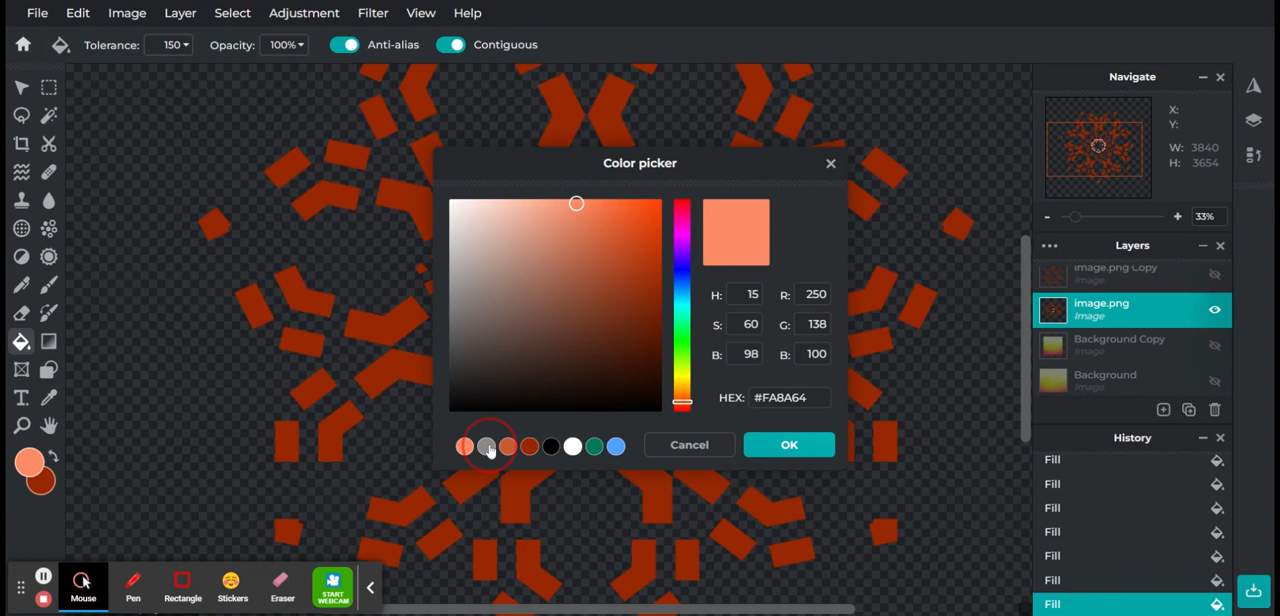 File Edit Image Layer Select Adjustment Filter View Help
Tolerance: 150 Opacity: 100% Anti-alias Contiguous
Navigate
X:
Y:
W: 3840
H: 3654
33%
Color picker
H: 15 R: 250
S: 60 G: 138
B: 98 B: 100
HEX: #FA8A64
Cancel OK
Layers
image.png Copy
Image
image.png
Image
Background Copy
Image
Background
Image
History
Fill
Fill
Fill
Fill
Fill
Fill
Fill
Mouse Pen Rectangle Stickers Eraser START
WEBCAM